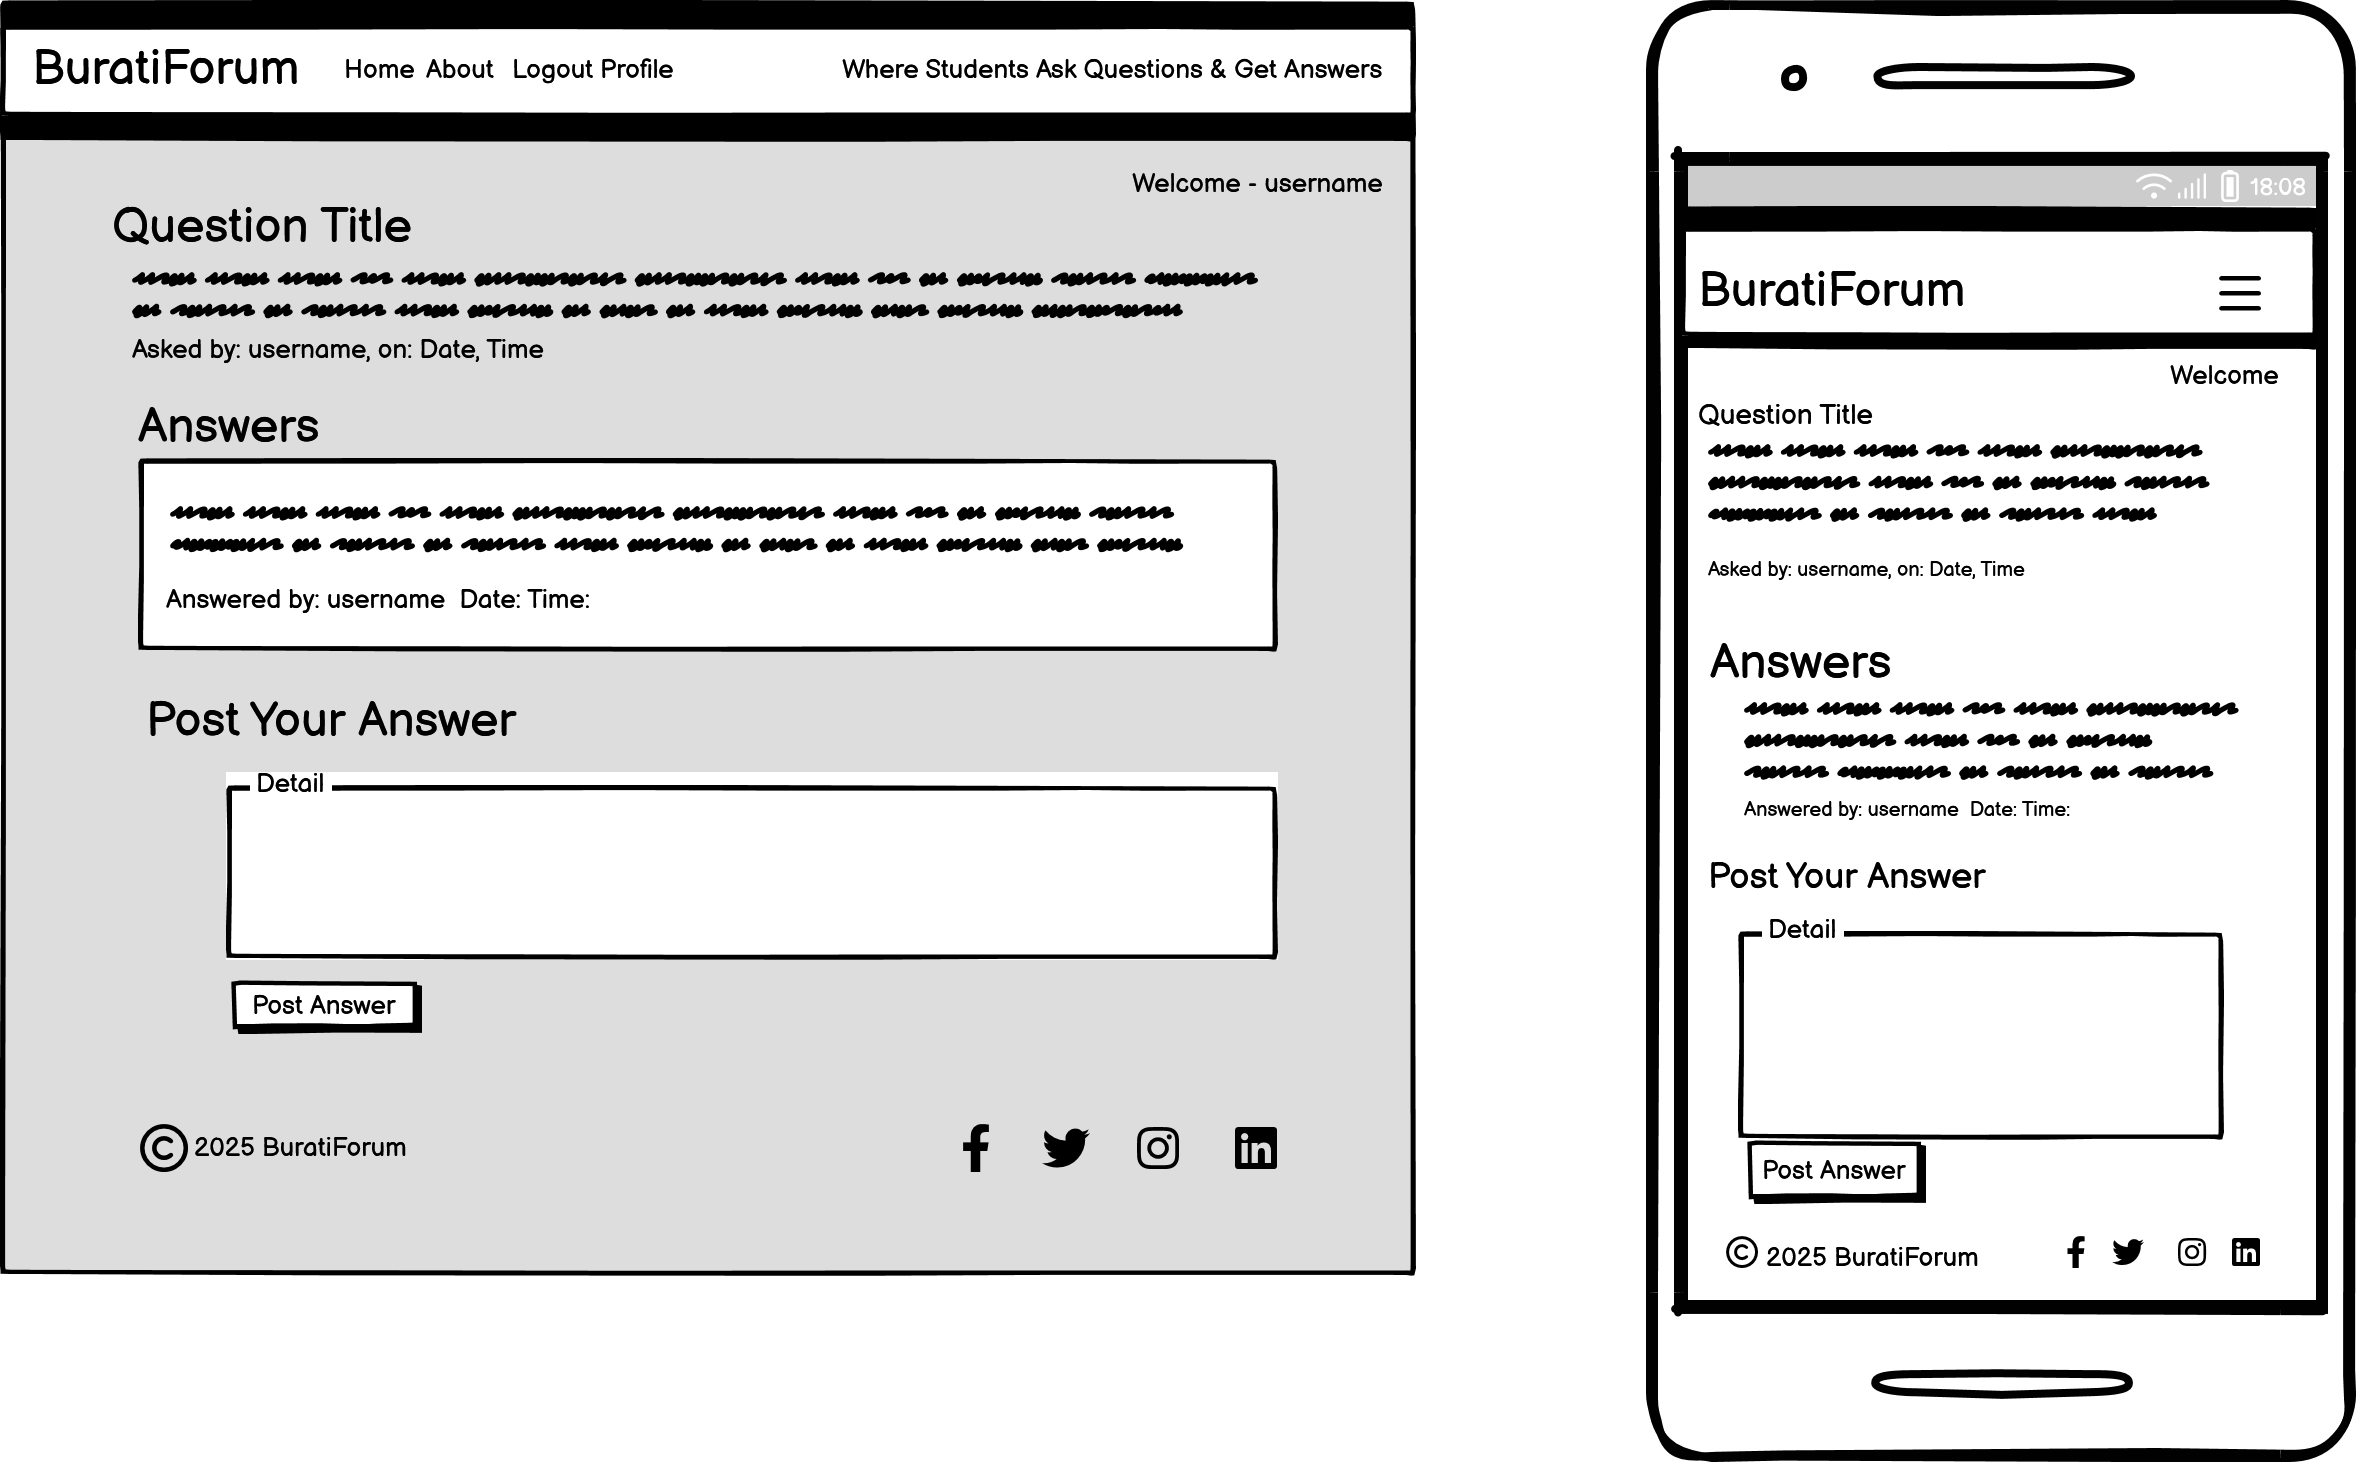 BuratiForum Home About Logout Profile Where Students Ask Questions & Get Answers
Welcome - username
Question Title
Asked by: username, on: Date, Time
Answers
Answered by: username Date: Time:
Post Your Answer
Detail
Post Answer
© 2025 BuratiForum
18:08
BuratiForum
Welcome
Question Title
Asked by: username, on: Date, Time
Answers
Answered by: username Date: Time:
Post Your Answer
Detail
Post Answer
© 2025 BuratiForum